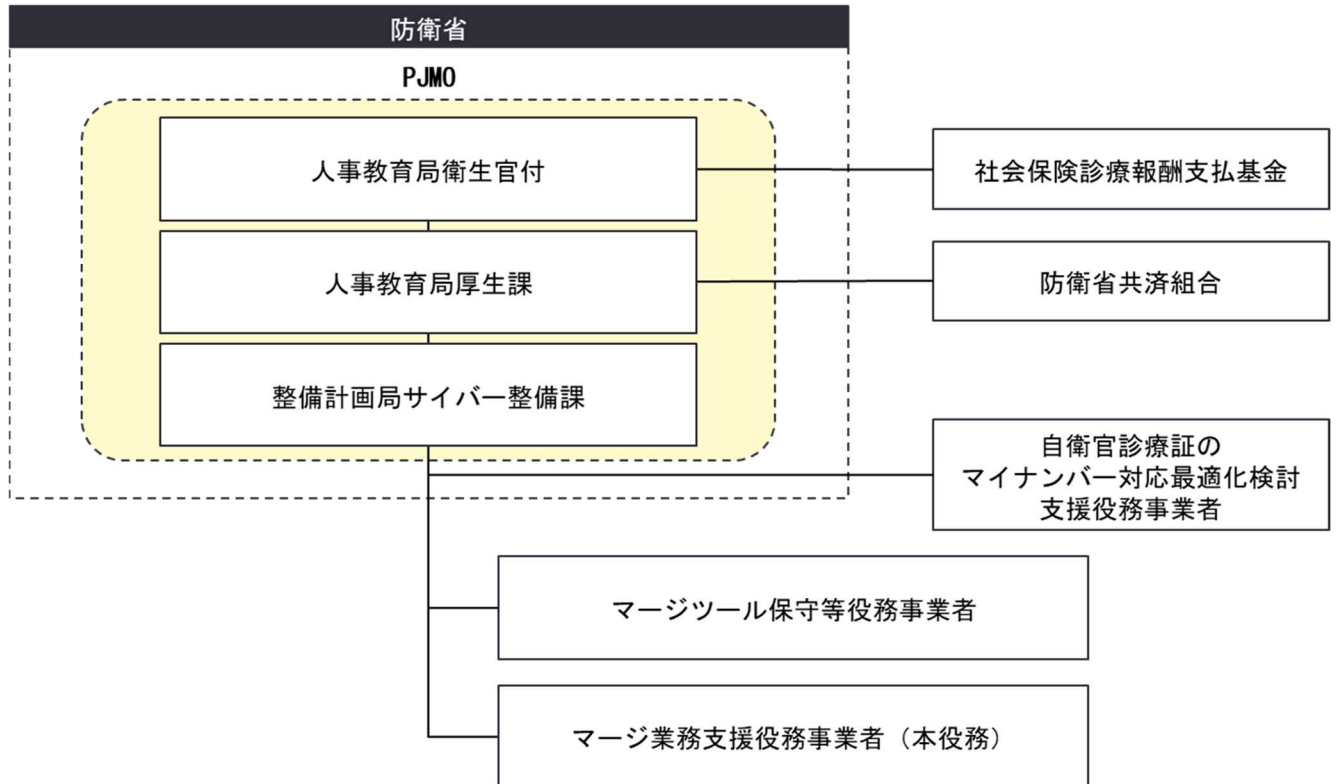 防衛省
PJMO
人事教育局衛生官付
社会保険診療報酬支払基金
人事教育局厚生課
防衛省共済組合
整備計画局サイバー整備課
自衛官診療証の
マイナンバー対応最適化検討
支援役務事業者
マージツール保守等役務事業者
マージ業務支援役務事業者（本役務）